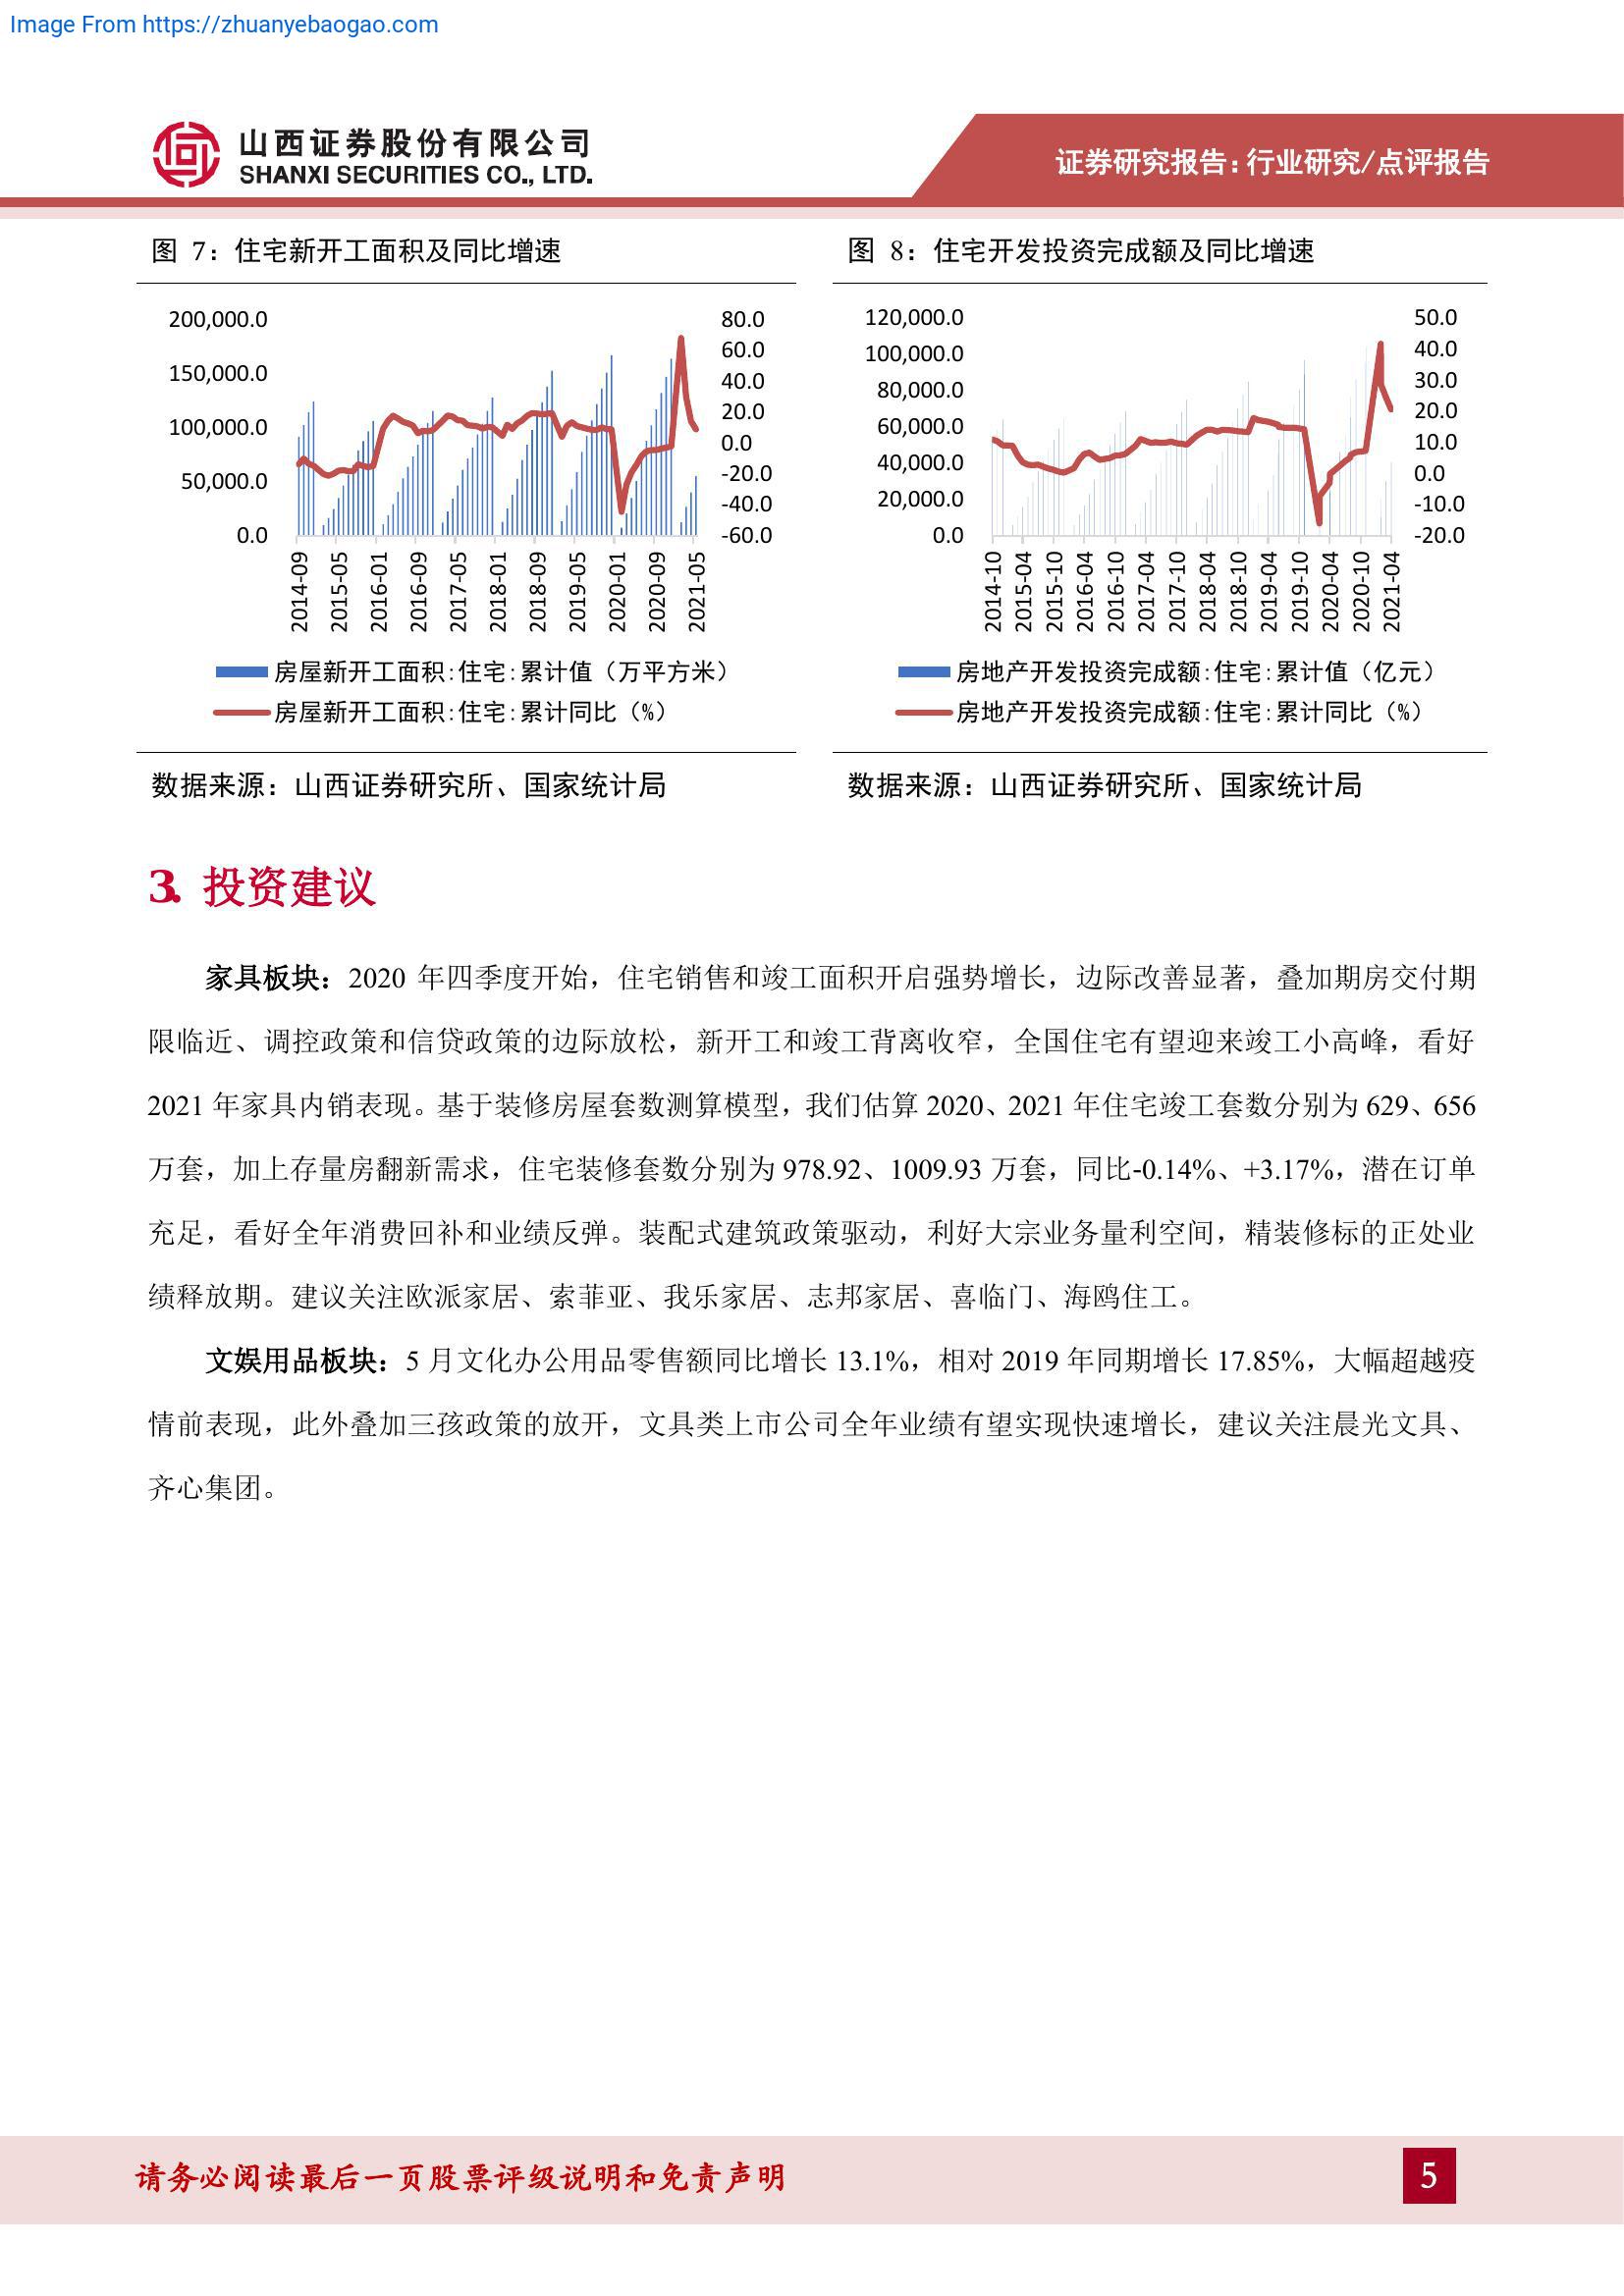 Image From https://zhuanyebaogao.com
山西证券股份有限公司
SHANXI SECURITIES CO., LTD.
证券研究报告：行业研究/点评报告
图 7：住宅新开工面积及同比增速
200,000.0
150,000.0
100,000.0
50,000.0
0.0
80.0
60.0
40.0
20.0
0.0
-20.0
-40.0
-60.0
2014-09
2015-05
2016-01
2016-09
2017-05
2018-01
2018-09
2019-05
2020-01
2020-09
2021-05
房屋新开工面积:住宅:累计值（万平方米）
房屋新开工面积:住宅:累计同比（%）
数据来源：山西证券研究所、国家统计局
图 8：住宅开发投资完成额及同比增速
120,000.0
100,000.0
80,000.0
60,000.0
40,000.0
20,000.0
0.0
50.0
40.0
30.0
20.0
10.0
0.0
-10.0
-20.0
2014-10
2015-04
2015-10
2016-04
2016-10
2017-04
2017-10
2018-04
2018-10
2019-04
2019-10
2020-04
2020-10
2021-04
房地产开发投资完成额:住宅:累计值（亿元）
房地产开发投资完成额:住宅:累计同比（%）
数据来源：山西证券研究所、国家统计局
3. 投资建议
家具板块：2020 年四季度开始，住宅销售和竣工面积开启强势增长，边际改善显著，叠加期房交付期
限临近、调控政策和信贷政策的边际放松，新开工和竣工背离收窄，全国住宅有望迎来竣工小高峰，看好
2021 年家具内销表现。基于装修房屋套数测算模型，我们估算 2020、2021 年住宅竣工套数分别为 629、656
万套，加上存量房翻新需求，住宅装修套数分别为 978.92、1009.93 万套，同比-0.14%、+3.17%，潜在订单
充足，看好全年消费回补和业绩反弹。装配式建筑政策驱动，利好大宗业务量利空间，精装修标的正处业
绩释放期。建议关注欧派家居、索菲亚、我乐家居、志邦家居、喜临门、海鸥住工。
文娱用品板块：5 月文化办公用品零售额同比增长 13.1%，相对 2019 年同期增长 17.85%，大幅超越疫
情前表现，此外叠加三孩政策的放开，文具类上市公司全年业绩有望实现快速增长，建议关注晨光文具、
齐心集团。
请务必阅读最后一页股票评级说明和免责声明
5